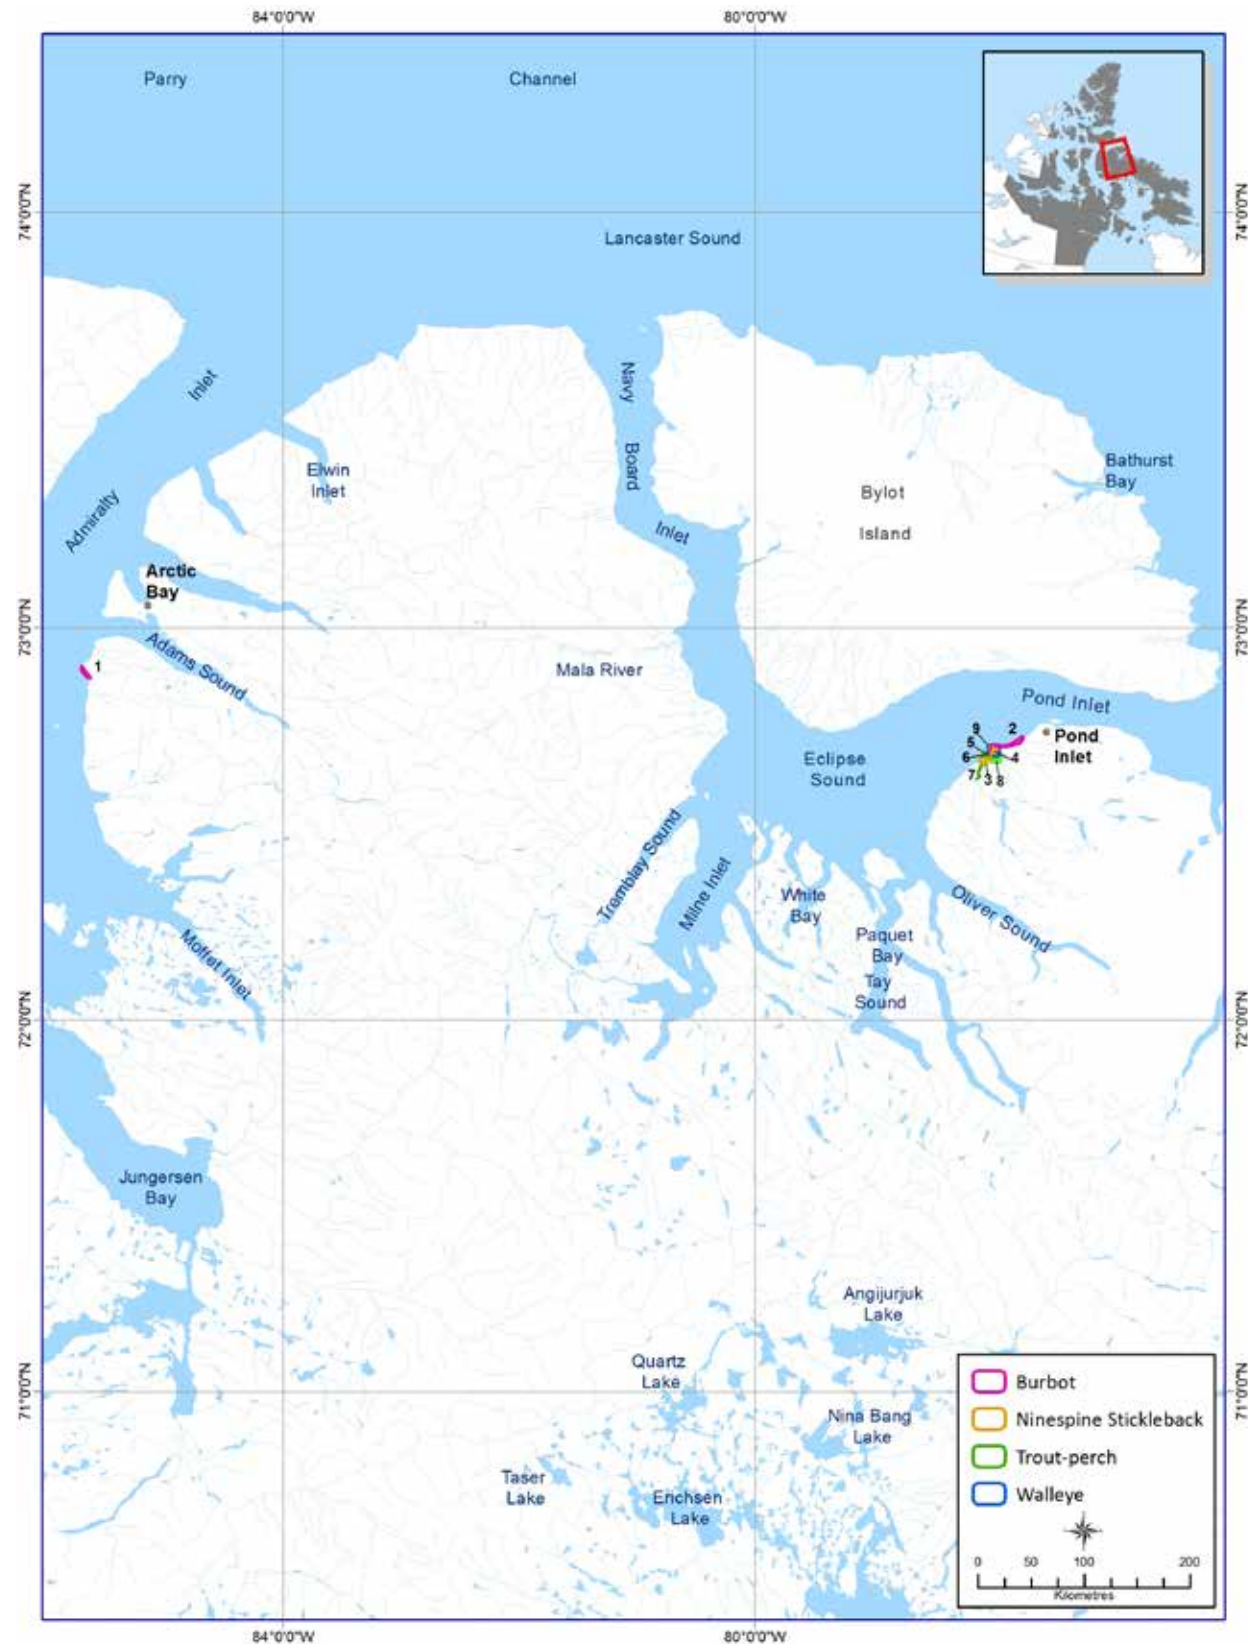 84°0'0"W
80°0'0"W
Parry
Channel
74°0'0"N
74°0'0"N
Lancaster Sound
Inlet
Navy
Board
Inlet
Elwin
Inlet
Bathurst
Bay
Bylot
Island
Admiralty
Arctic
Bay
73°0'0"N
73°0'0"N
Adams Sound
1
Mala River
Pond Inlet
9
2
5
Pond
Inlet
6
4
7
3
8
Eclipse
Sound
Tremblay Sound
Milne Inlet
White
Bay
Oliver Sound
Paquet
Bay
Tay
Sound
Moffet Inlet
72°0'0"N
72°0'0"N
Jungersen
Bay
Angijurjuk
Lake
Quartz
Lake
71°0'0"N
71°0'0"N
Nina Bang
Lake
Taser
Lake
Erichsen
Lake
Burbot
Ninespine Stickleback
Trout-perch
Walleye
0 50 100 200
Kilometres
84°0'0"W
80°0'0"W